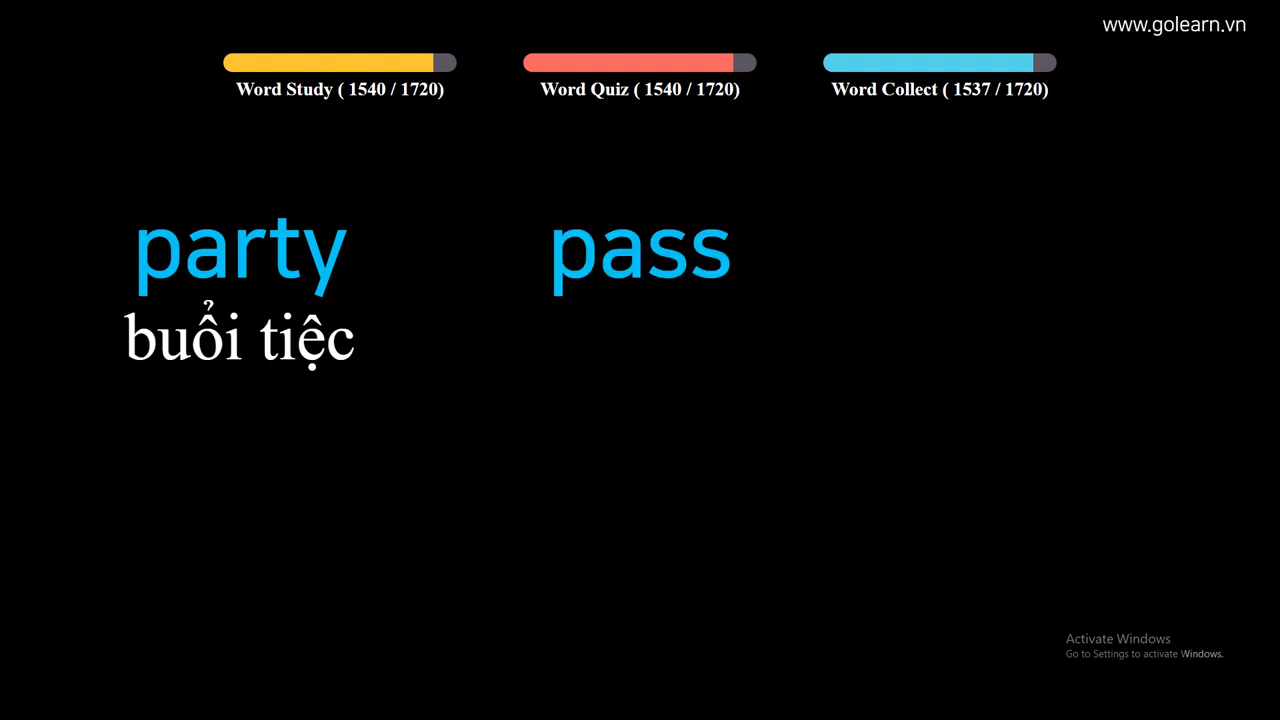 www.golearn.vn
Word Study ( 1540 / 1720)
Word Quiz ( 1540 / 1720)
Word Collect ( 1537 / 1720)
party
pass
buổi tiệc
Activate Windows
Go to Settings to activate Windows.